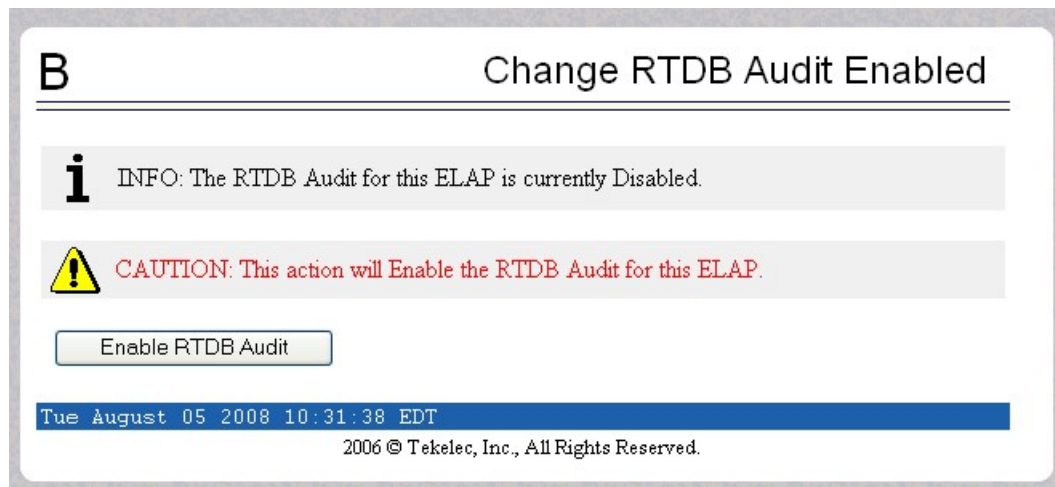 B
Change RTDB Audit Enabled
INFO: The RTDB Audit for this ELAP is currently Disabled.
CAUTION: This action will Enable the RTDB Audit for this ELAP.
Enable RTDB Audit
Tue August 05 2008 10:31:38 EDT
2006 © Tekelec, Inc., All Rights Reserved.